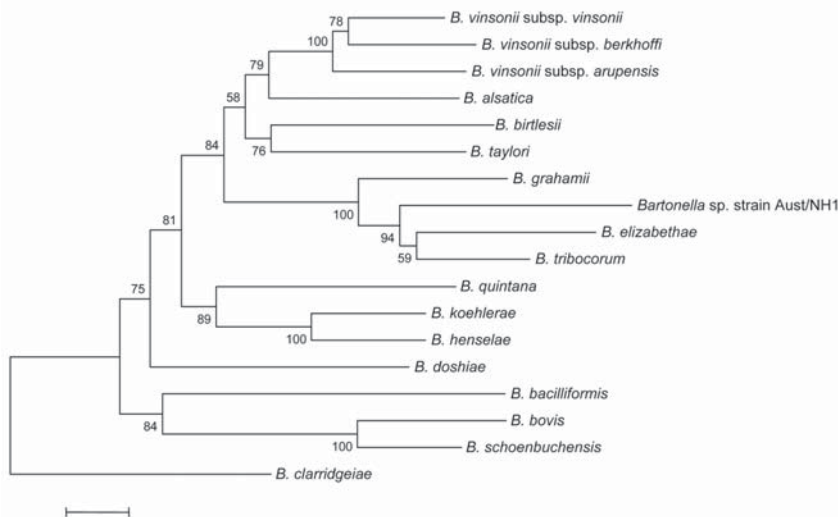 78
B. vinsonii subsp. vinsonii
100
B. vinsonii subsp. berkhoffi
79
B. vinsonii subsp. arupensis
58
B. alsatica
B. birtlesii
84
76
B. taylori
B. grahamii
100
Bartonella sp. strain Aust/NH1
81
94
B. elizabethae
59
B. tribocorum
75
B. quintana
89
B. koehlerae
100
B. henselae
B. doshiae
B. bacilliformis
84
B. bovis
100
B. schoenbuchensis
B. clarridgeiae